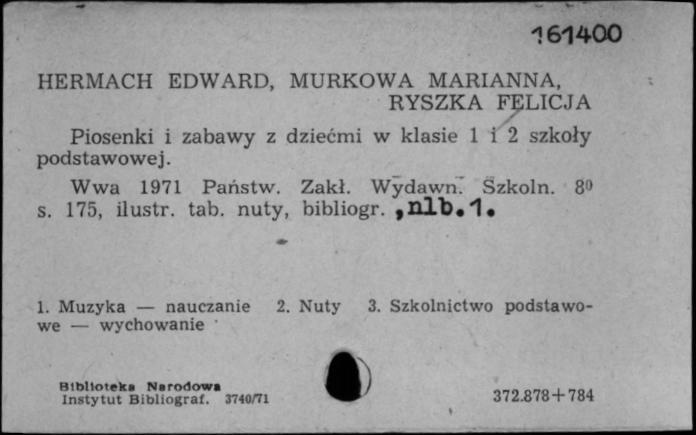 161400
HERMACH EDWARD, MURKOWA MARIANNA,
RYSZKA FELICJA
Piosenki i zabawy z dziećmi w klasie 1 i 2 szkoły
podstawowej.
Wwa 1971 Państw. Zakł. Wydawn. Szkoln. 8⁰
s. 175, ilustr. tab. nuty, bibliogr. ,nlb.1.
1. Muzyka — nauczanie 2. Nuty 3. Szkolnictwo podstawo-
we — wychowanie
Biblioteka Narodowa
Instytut Bibliograf. 3740/71
372.878+784